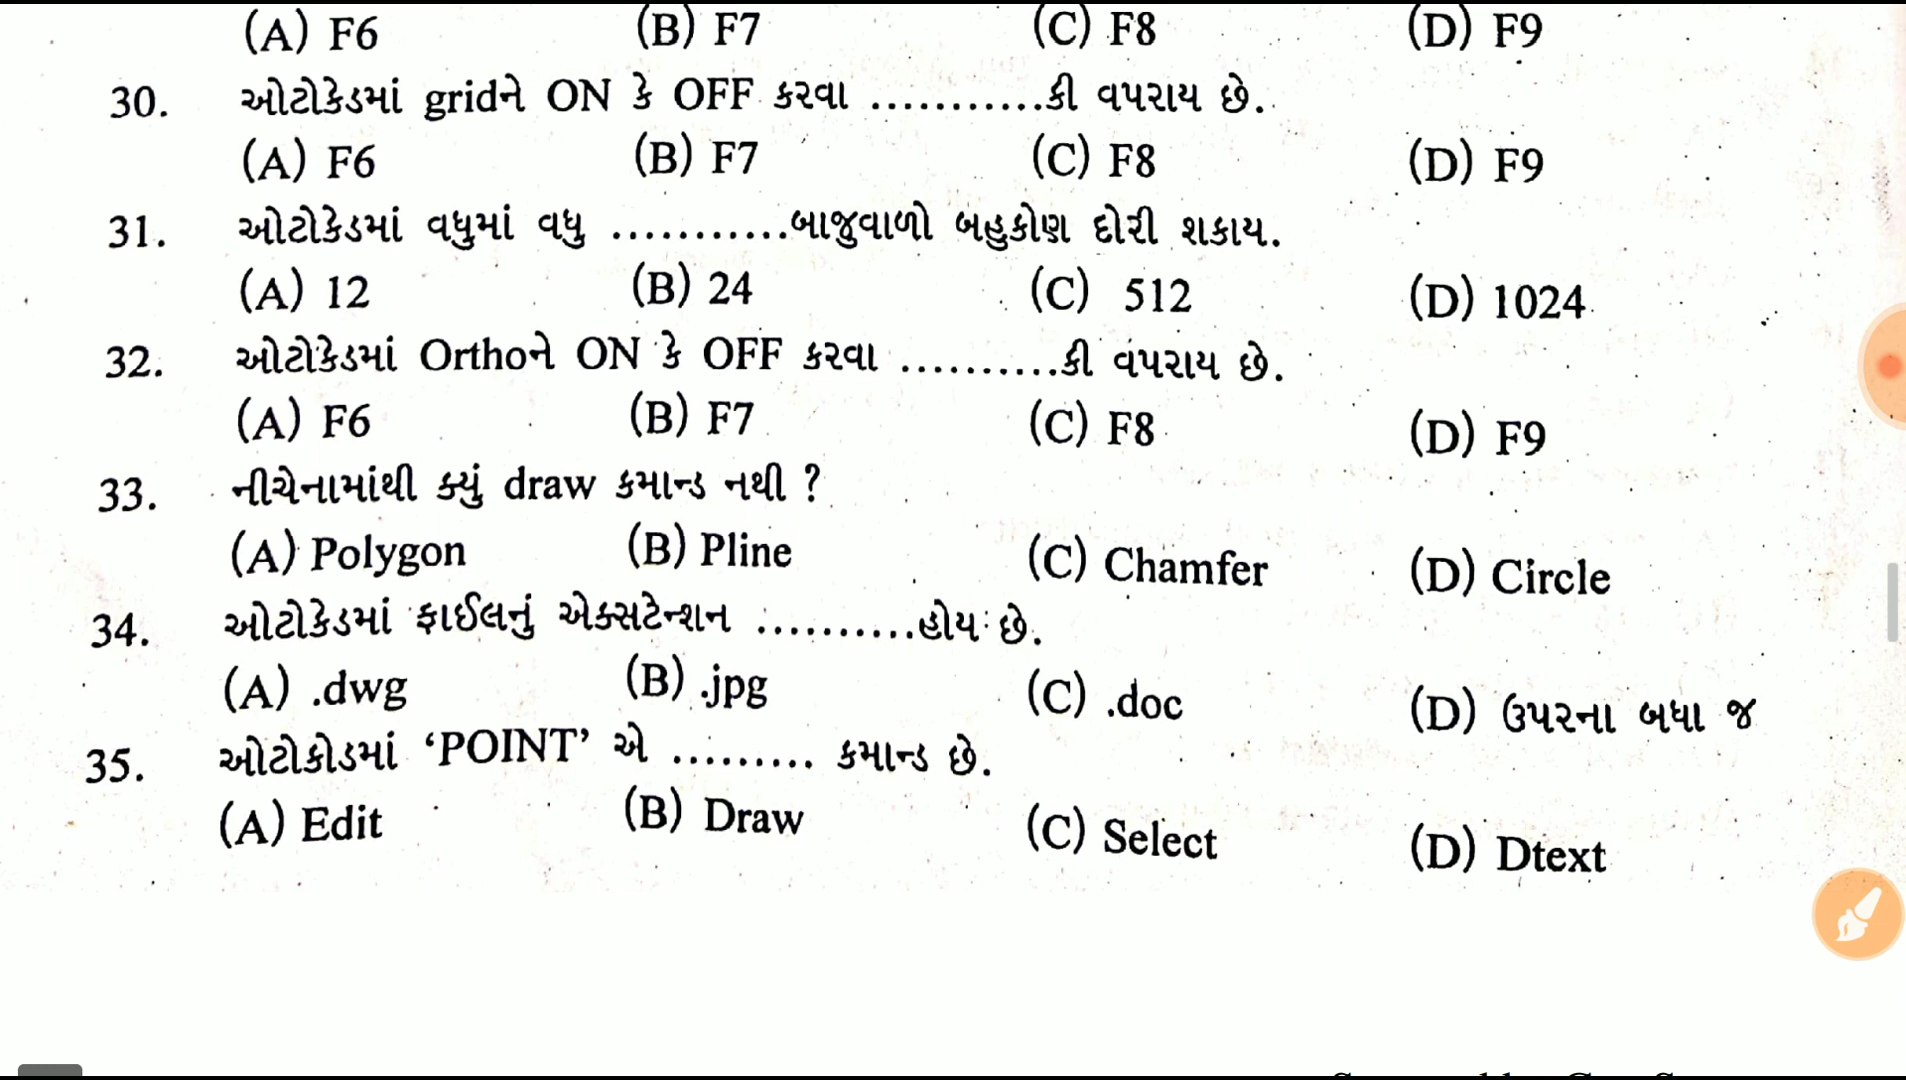 (A) F6 (B) F7 (C) F8 (D) F9
30. ઓટોકેડમાં gridને ON કે OFF કરવા ............કી વપરાય છે.
(A) F6 (B) F7 (C) F8 (D) F9
31. ઓટોકેડમાં વધુમાં વધુ ............બાજુવાળો બહુકોણ દોરી શકાય.
(A) 12 (B) 24 (C) 512 (D) 1024
32. ઓટોકેડમાં Orthoને ON કે OFF કરવા ...........કી વપરાય છે.
(A) F6 (B) F7 (C) F8 (D) F9
33. નીચેનામાંથી ક્યું draw કમાન્ડ નથી ?
(A) Polygon (B) Pline (C) Chamfer (D) Circle
34. ઓટોકેડમાં ફાઈલનું એક્સટેન્શન ...........હોય છે.
(A) .dwg (B) .jpg (C) .doc (D) ઉપરના બધા જ
35. ઓટોકોડમાં ‘POINT’ એ ......... કમાન્ડ છે.
(A) Edit (B) Draw (C) Select (D) Dtext